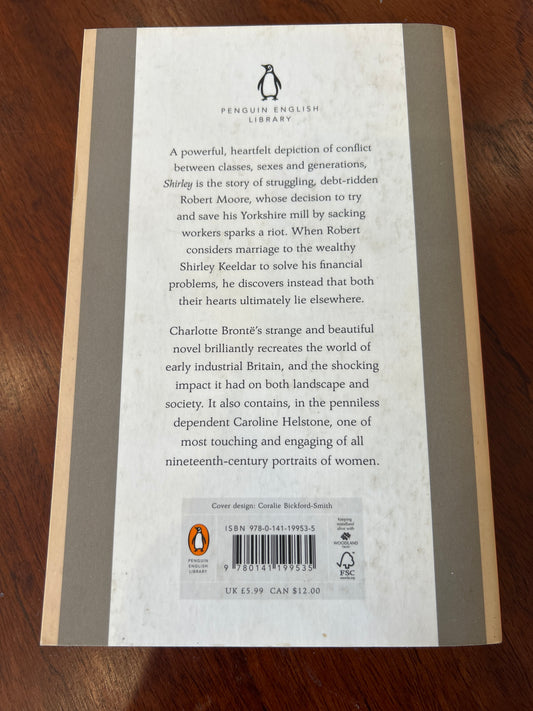 PENGUIN ENGLISH
LIBRARY
A powerful, heartfelt depiction of conflict
between classes, sexes and generations,
Shirley is the story of struggling, debt-ridden
Robert Moore, whose decision to try
and save his Yorkshire mill by sacking
workers sparks a riot. When Robert
considers marriage to the wealthy
Shirley Keeldar to solve his financial
problems, he discovers instead that both
their hearts ultimately lie elsewhere.
Charlotte Brontë's strange and beautiful
novel brilliantly recreates the world of
early industrial Britain, and the shocking
impact it had on both landscape and
society. It also contains, in the penniless
dependent Caroline Helstone, one of
most touching and engaging of all
nineteenth-century portraits of women.
Cover design: Coralie Bickford-Smith
PENGUIN
ENGLISH
LIBRARY
ISBN 978-0-141-19953-5
9 780141 199535
keeping
woodland
alive with
WOODLAND
TRUST
FSC
UK £5.99 CAN $12.00